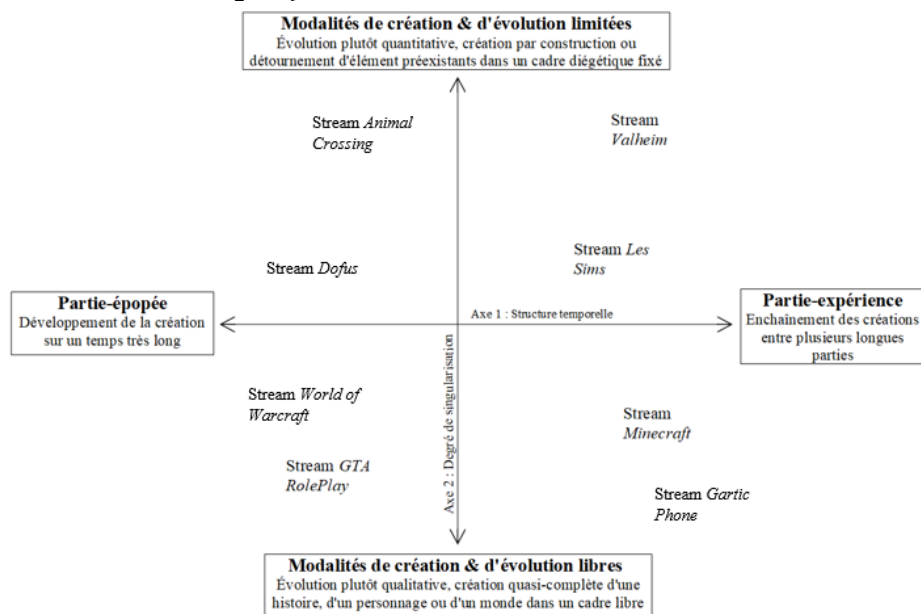 Modalités de création & d'évolution limitées
Évolution plutôt quantitative, création par construction ou
détournement d'élément préexistants dans un cadre diégétique fixé
Stream Animal
Crossing
Stream
Valheim
Stream Dofus
Stream Les
Sims
Partie-épopée
Développement de la création
sur un temps très long
Axe 1 : Structure temporelle
Partie-expérience
Enchaînement des créations
entre plusieurs longues
parties
Axe 2 : Degré de singularisation
Stream World of
Warcraft
Stream
Minecraft
Stream GTA
RolePlay
Stream Gartic
Phone
Modalités de création & d'évolution libres
Évolution plutôt qualitative, création quasi-complète d'une
histoire, d'un personnage ou d'un monde dans un cadre libre